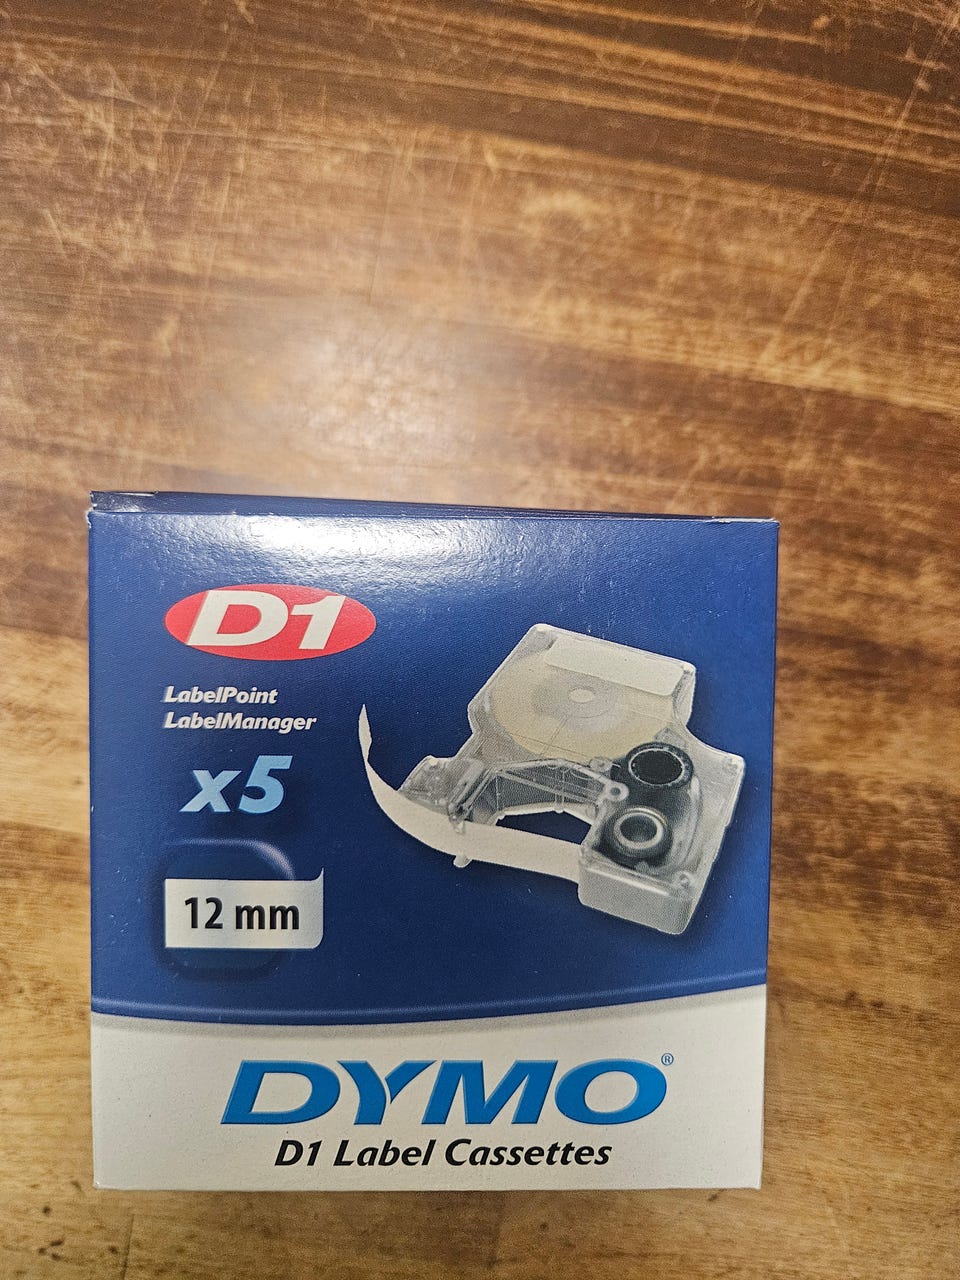 D1
LabelPoint
LabelManager
x5
12 mm
DYMO®
D1 Label Cassettes